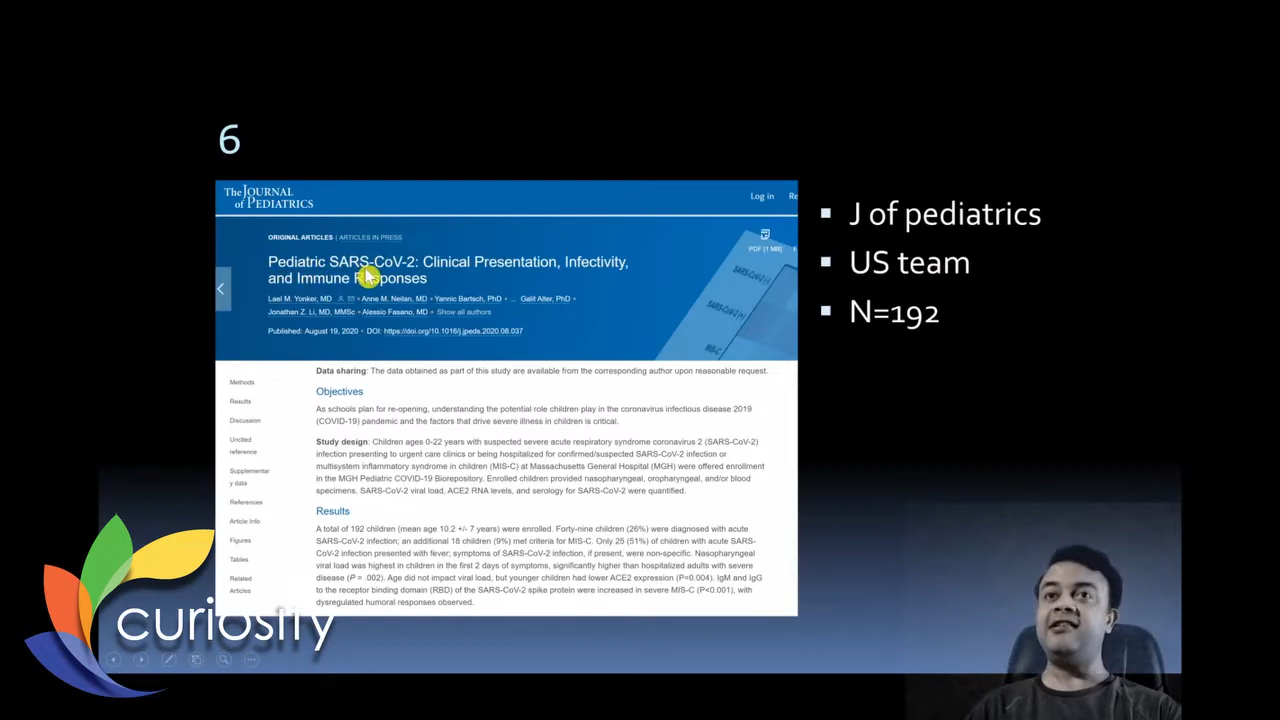 6
The JOURNAL
of PEDIATRICS
Log in
Re
ORIGINAL ARTICLES | ARTICLES IN PRESS
PDF [1 MB]
F
Pediatric SARS-CoV-2: Clinical Presentation, Infectivity,
and Immune Responses
Lael M. Yonker, MD • Anne M. Neilan, MD • Yannic Bartsch, PhD • ... Galit Alter, PhD •
Jonathan Z. Li, MD, MMSc • Alessio Fasano, MD • Show all authors
Published: August 19, 2020 • DOI: https://doi.org/10.1016/j.jpeds.2020.08.037
SARS-CoV-2
SARS-CoV-2
MIS-C
Methods
Results
Discussion
Uncited
reference
Supplementar
y data
References
Article Info
Figures
Tables
Related
Articles
Data sharing: The data obtained as part of this study are available from the corresponding author upon reasonable request.
Objectives
As schools plan for re-opening, understanding the potential role children play in the coronavirus infectious disease 2019
(COVID-19) pandemic and the factors that drive severe illness in children is critical.
Study design: Children ages 0-22 years with suspected severe acute respiratory syndrome coronavirus 2 (SARS-CoV-2)
infection presenting to urgent care clinics or being hospitalized for confirmed/suspected SARS-CoV-2 infection or
multisystem inflammatory syndrome in children (MIS-C) at Massachusetts General Hospital (MGH) were offered enrollment
in the MGH Pediatric COVID-19 Biorepository. Enrolled children provided nasopharyngeal, oropharyngeal, and/or blood
specimens. SARS-CoV-2 viral load, ACE2 RNA levels, and serology for SARS-CoV-2 were quantified.
Results
A total of 192 children (mean age 10.2 +/- 7 years) were enrolled. Forty-nine children (26%) were diagnosed with acute
SARS-CoV-2 infection; an additional 18 children (9%) met criteria for MIS-C. Only 25 (51%) of children with acute SARS-
CoV-2 infection presented with fever; symptoms of SARS-CoV-2 infection, if present, were non-specific. Nasopharyngeal
viral load was highest in children in the first 2 days of symptoms, significantly higher than hospitalized adults with severe
disease (P = .002). Age did not impact viral load, but younger children had lower ACE2 expression (P=0.004). IgM and IgG
to the receptor binding domain (RBD) of the SARS-CoV-2 spike protein were increased in severe MIS-C (P<0.001), with
dysregulated humoral responses observed.
J of pediatrics
US team
N=192
curiosity